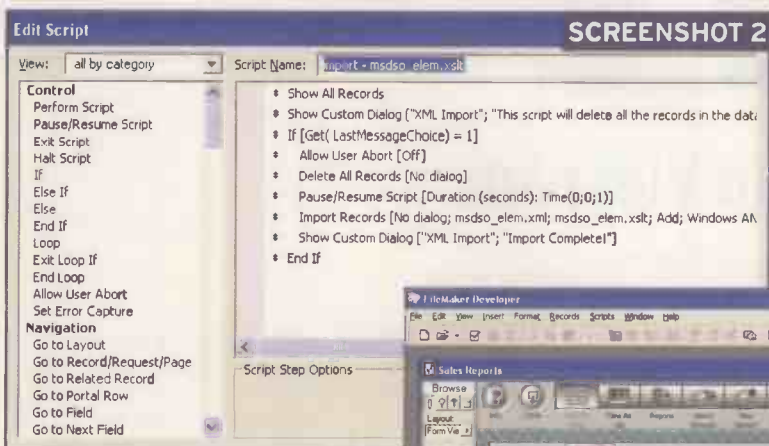 Edit Script
SCREENSHOT 2
View: all by category
Script Name: Import - msdso_elem.xslt
Control
Perform Script
Pause/Resume Script
Exit Script
Halt Script
If
Else If
Else
End If
Loop
Exit Loop If
End Loop
Allow User Abort
Set Error Capture
Navigation
Go to Layout
Go to Record/Request/Page
Go to Related Record
Go to Portal Row
Go to Field
Go to Next Field
Show All Records
Show Custom Dialog ["XML Import"; "This script will delete all the records in the data
If [Get( LastMessageChoice) = 1]
Allow User Abort [Off]
Delete All Records [No dialog]
Pause/Resume Script [Duration (seconds): Time(0;0;1)]
Import Records [No dialog; msdso_elem.xml; msdso_elem.xslt; Add; Windows AN
Show Custom Dialog ["XML Import"; "Import Complete!"]
End If
Script Step Options
FileMaker Developer
File Edit View Insert Format Records Scripts Window Help
Sales Reports
Browse
Layout:
Form Vie